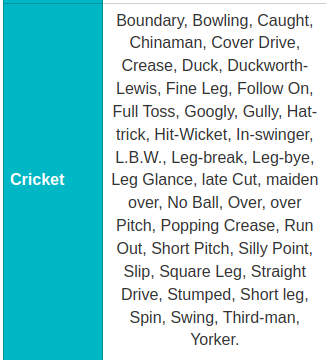 Cricket
Boundary, Bowling, Caught,
Chinaman, Cover Drive,
Crease, Duck, Duckworth-
Lewis, Fine Leg, Follow On,
Full Toss, Googly, Gully, Hat-
trick, Hit-Wicket, In-swinger,
L.B.W., Leg-break, Leg-bye,
Leg Glance, late Cut, maiden
over, No Ball, Over, over
Pitch, Popping Crease, Run
Out, Short Pitch, Silly Point,
Slip, Square Leg, Straight
Drive, Stumped, Short leg,
Spin, Swing, Third-man,
Yorker.